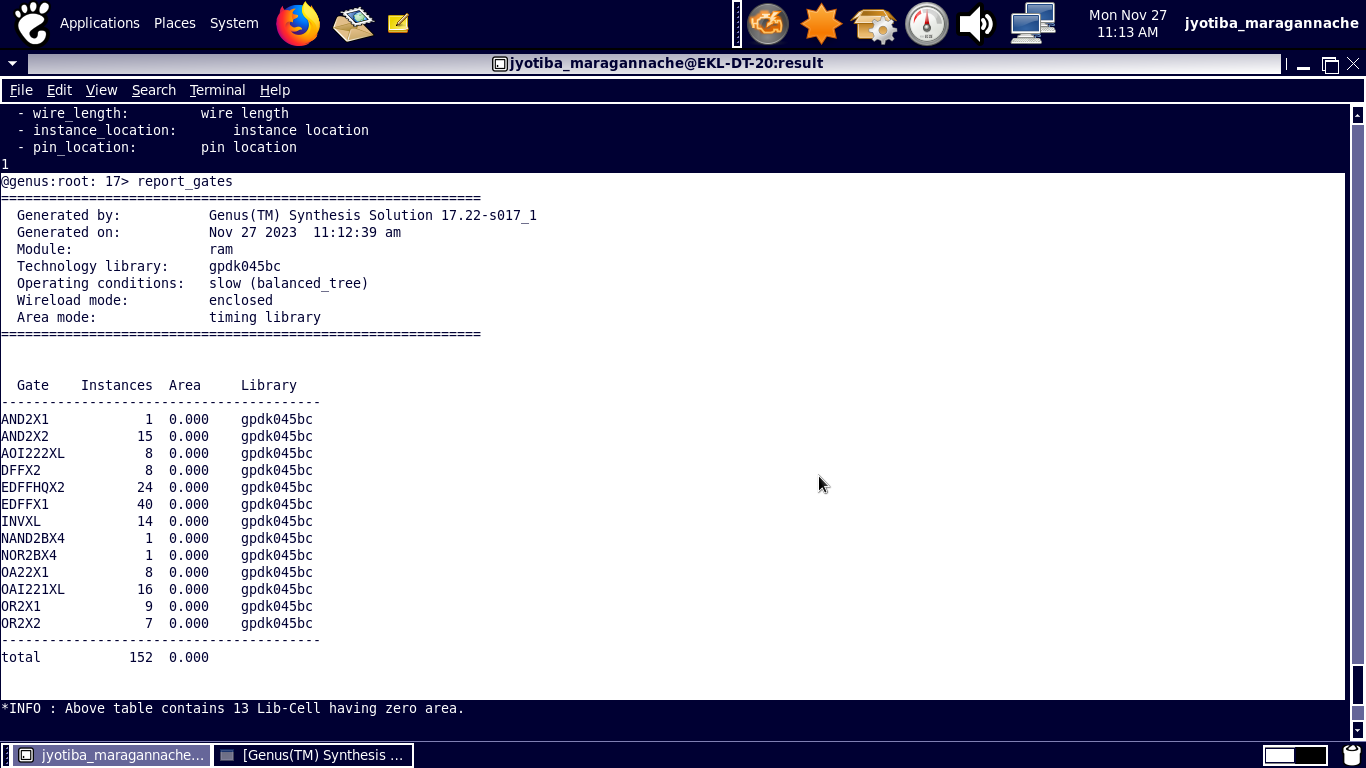 Applications Places System
Mon Nov 27
11:13 AM
jyotiba_maragannache
jyotiba_maragannache@EKL-DT-20:result
File Edit View Search Terminal Help
- wire_length: wire length
- instance_location: instance location
- pin_location: pin location
1
@genus:root: 17> report_gates
============================================================
Generated by: Genus(TM) Synthesis Solution 17.22-s017_1
Generated on: Nov 27 2023 11:12:39 am
Module: ram
Technology library: gpdk045bc
Operating conditions: slow (balanced_tree)
Wireload mode: enclosed
Area mode: timing library
============================================================
Gate Instances Area Library
----------------------------------------
AND2X1 1 0.000 gpdk045bc
AND2X2 15 0.000 gpdk045bc
AOI222XL 8 0.000 gpdk045bc
DFFX2 8 0.000 gpdk045bc
EDFFHQX2 24 0.000 gpdk045bc
EDFFX1 40 0.000 gpdk045bc
INVXL 14 0.000 gpdk045bc
NAND2BX4 1 0.000 gpdk045bc
NOR2BX4 1 0.000 gpdk045bc
OA22X1 8 0.000 gpdk045bc
OAI221XL 16 0.000 gpdk045bc
OR2X1 9 0.000 gpdk045bc
OR2X2 7 0.000 gpdk045bc
----------------------------------------
total 152 0.000
*INFO : Above table contains 13 Lib-Cell having zero area.
jyotiba_maragannache... [Genus(TM) Synthesis ...